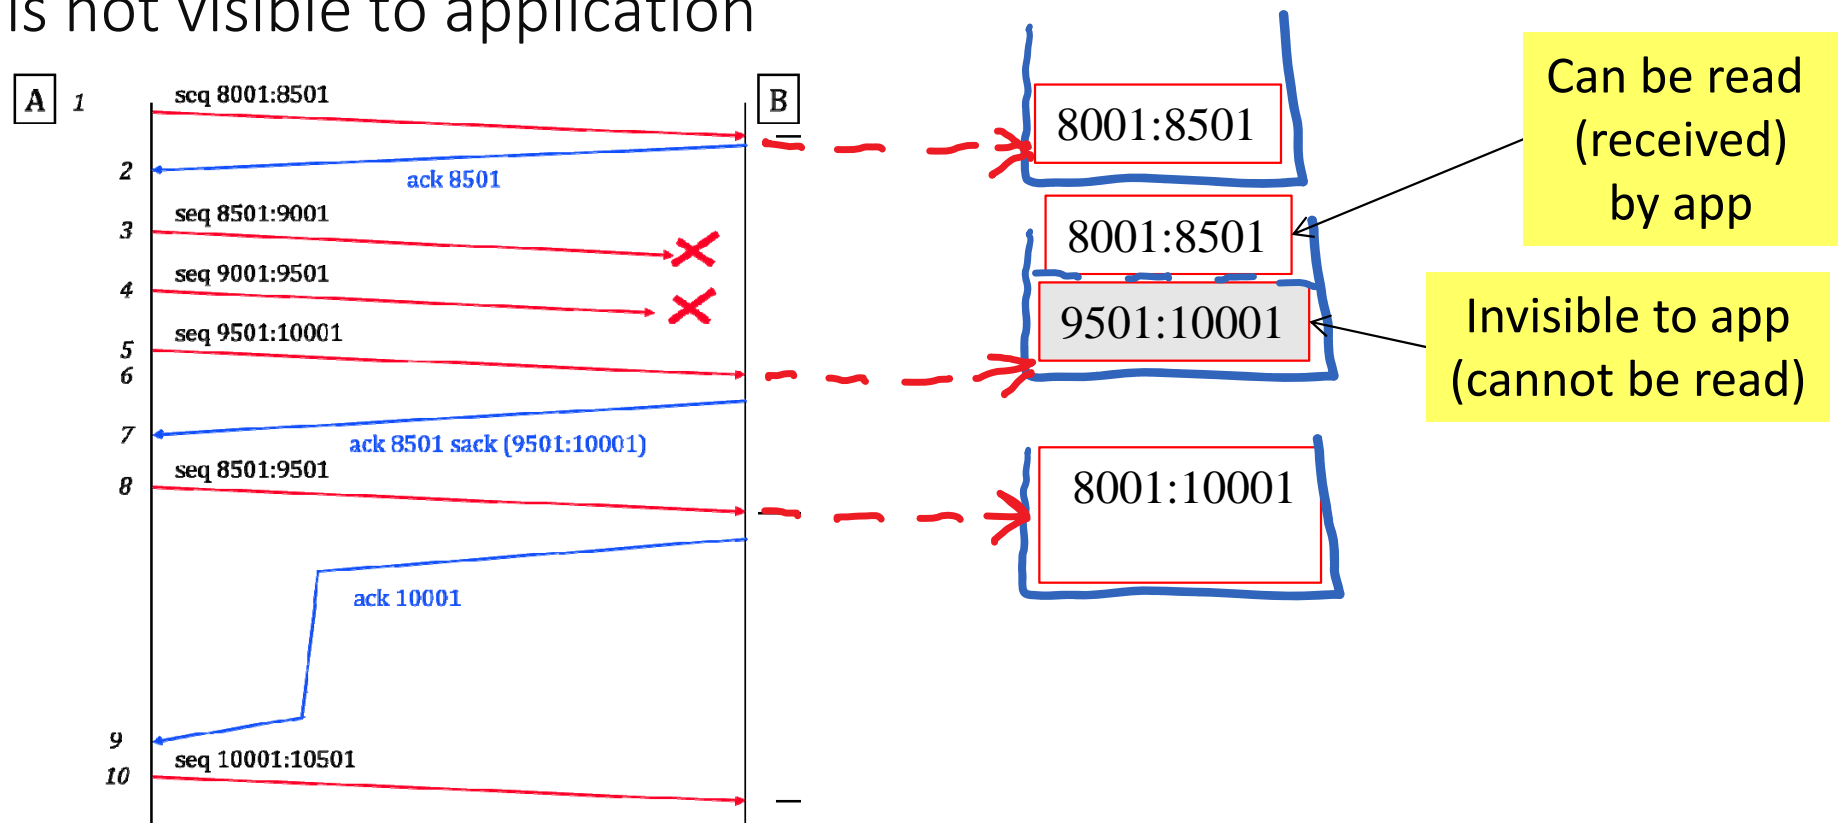 is not visible to application
A
1
scq 8001:8501
B
2
ack 8501
3
seq 8501:9001
4
seq 9001:9501
5
seq 9501:10001
6
7
ack 8501 sack (9501:10001)
8
seq 8501:9501
ack 10001
9
10
seq 10001:10501
8001:8501
8001:8501
9501:10001
8001:10001
Can be read
(received)
by app
Invisible to app
(cannot be read)